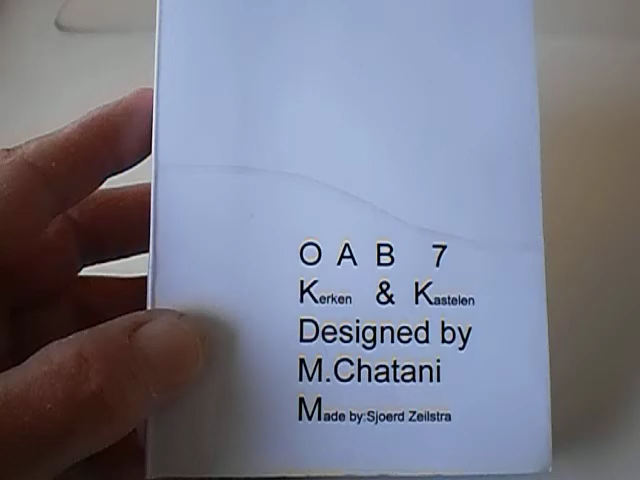 O A B 7
Kerken & Kastelen
Designed by
M.Chatani
Made by:Sjoerd Zeilstra